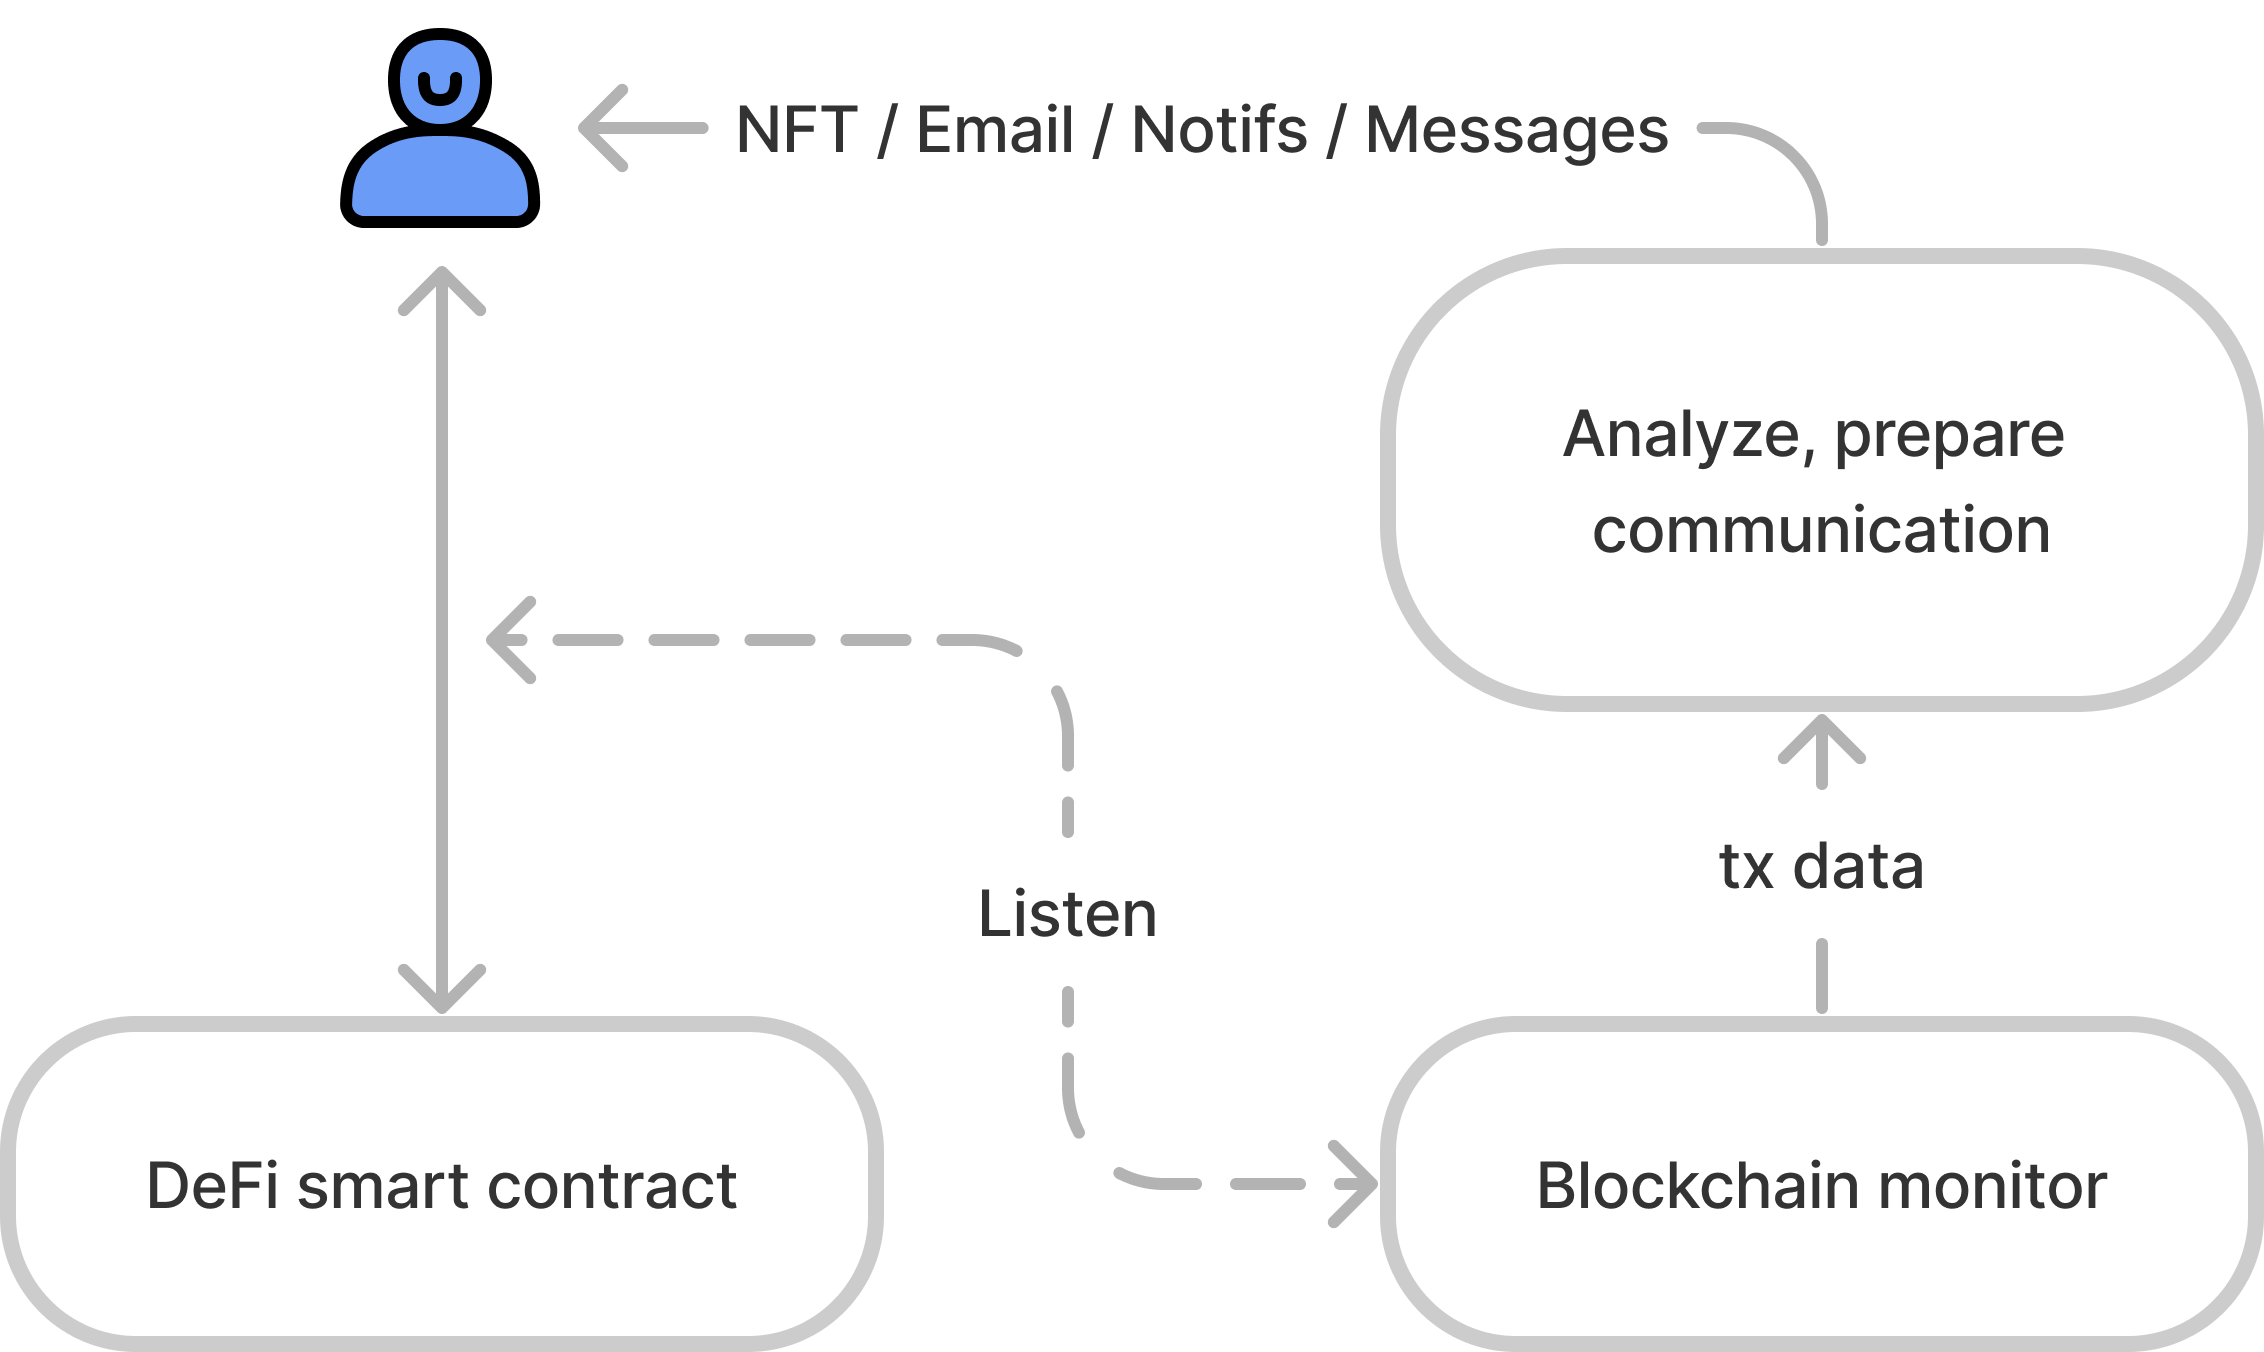 NFT / Email / Notifs / Messages
Analyze, prepare
communication
tx data
Listen
DeFi smart contract
Blockchain monitor